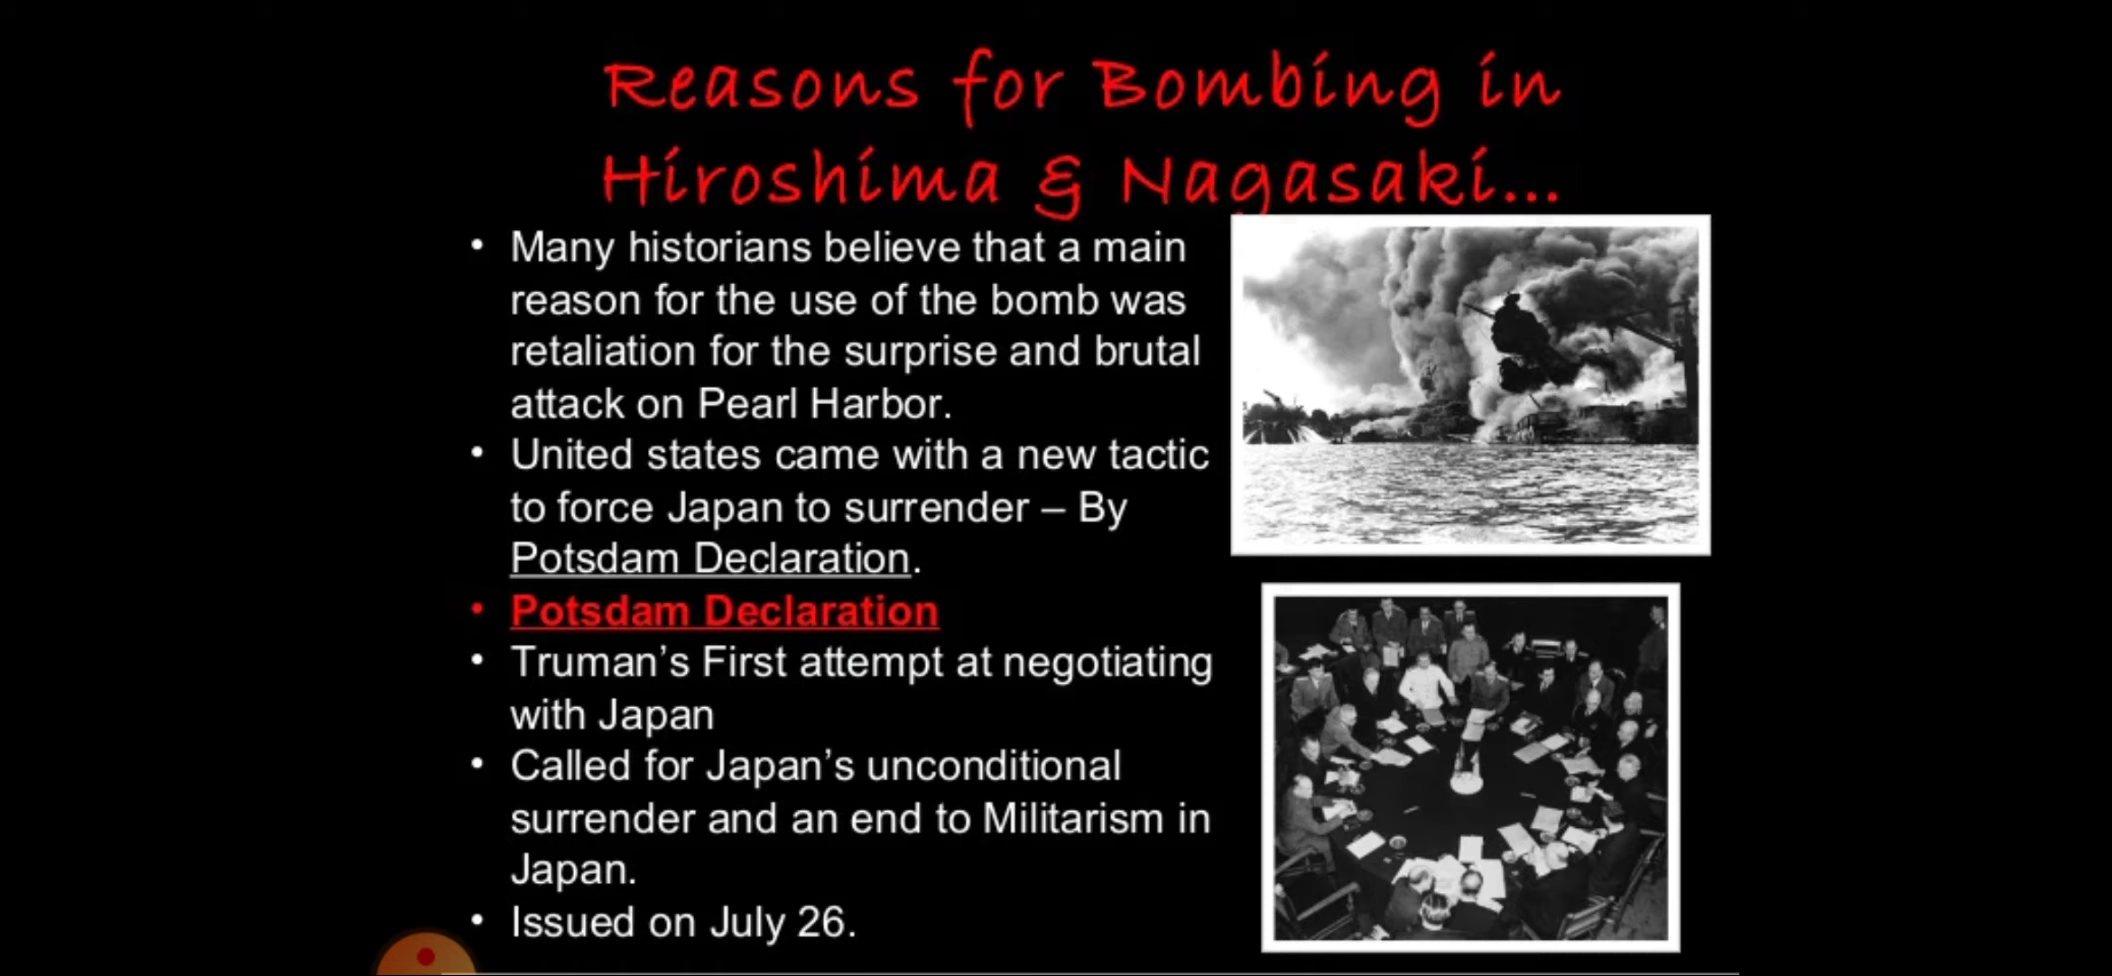 Reasons for Bombing in
Hiroshima & Nagasaki...
• Many historians believe that a main
reason for the use of the bomb was
retaliation for the surprise and brutal
attack on Pearl Harbor.
• United states came with a new tactic
to force Japan to surrender – By
Potsdam Declaration.
• Potsdam Declaration
• Truman’s First attempt at negotiating
with Japan
• Called for Japan’s unconditional
surrender and an end to Militarism in
Japan.
• Issued on July 26.